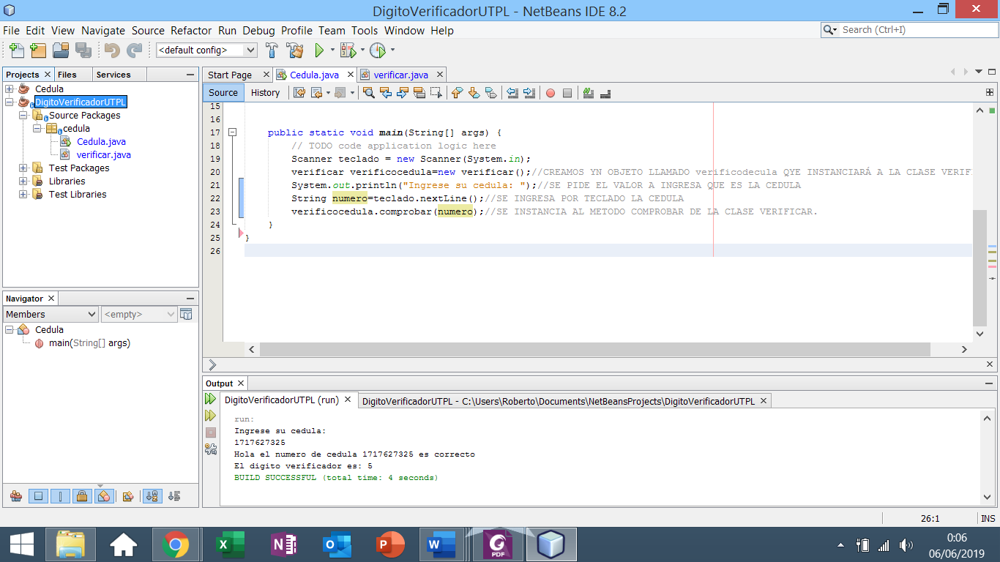 DigitoVerificadorUTPL - NetBeans IDE 8.2
File Edit View Navigate Source Refactor Run Debug Profile Team Tools Window Help
Search (Ctrl+I)
<default config>
Projects Files Services
Cedula
DigitoVerificadorUTPL
Source Packages
cedula
Cedula.java
verificar.java
Test Packages
Libraries
Test Libraries
Start Page Cedula.java verificar.java
Source History
15
16
17 public static void main(String[] args) {
18 // TODO code application logic here
19 Scanner teclado = new Scanner(System.in);
20 verificar verificocedula=new verificar();//CREAMOS YN OBJETO LLAMADO verificodecula QYE INSTANCIARÁ A LA CLASE VERIF
21 System.out.println("Ingrese su cedula: ");//SE PIDE EL VALOR A INGRESA QUE ES LA CEDULA
22 String numero=teclado.nextLine();//SE INGRESA POR TECLADO LA CEDULA
23 verificocedula.comprobar(numero);//SE INSTANCIA AL METODO COMPROBAR DE LA CLASE VERIFICAR.
24 }
25 }
26
Navigator
Members <empty>
Cedula
main(String[] args)
Output
DigitoVerificadorUTPL (run) DigitoVerificadorUTPL - C:\Users\Roberto\Documents\NetBeansProjects\DigitoVerificadorUTPL
run:
Ingrese su cedula:
1717627325
Hola el numero de cedula 1717627325 es correcto
El digito verificador es: 5
BUILD SUCCESSFUL (total time: 4 seconds)
26:1 INS
PDF
0:06
06/06/2019